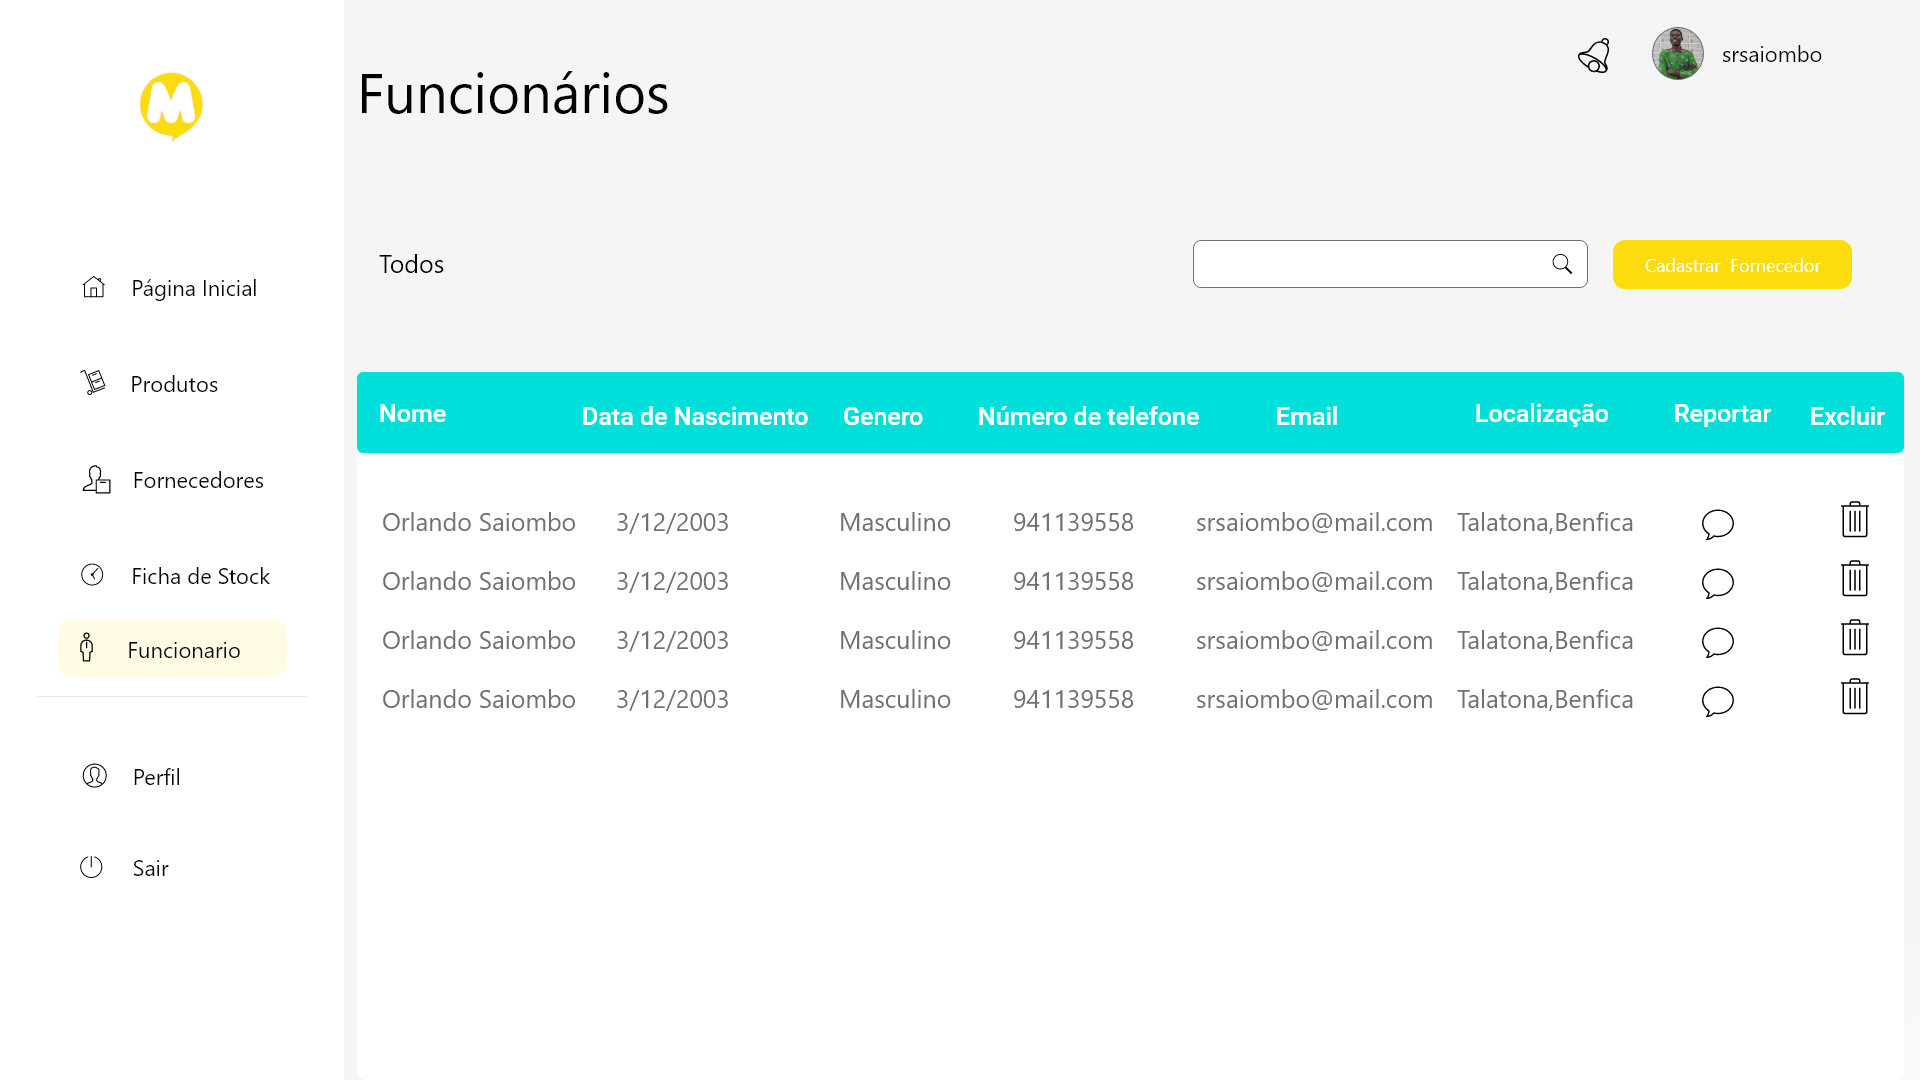 M
srsaiombo
Funcionários
Página Inicial
Produtos
Fornecedores
Ficha de Stock
Funcionario
Perfil
Sair
Todos
Cadastrar Fornecedor
Nome Data de Nascimento Genero Número de telefone Email Localização Reportar Excluir
Orlando Saiombo 3/12/2003 Masculino 941139558 srsaiombo@mail.com Talatona,Benfica
Orlando Saiombo 3/12/2003 Masculino 941139558 srsaiombo@mail.com Talatona,Benfica
Orlando Saiombo 3/12/2003 Masculino 941139558 srsaiombo@mail.com Talatona,Benfica
Orlando Saiombo 3/12/2003 Masculino 941139558 srsaiombo@mail.com Talatona,Benfica